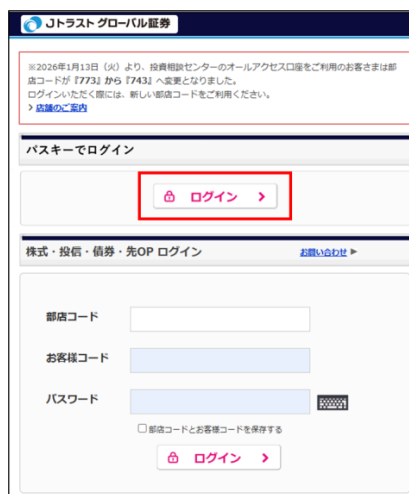 Jトラスト グローバル証券
※2026年1月13日（火）より、投資相談センターのオールアクセス口座をご利用のお客さまは部
店コードが『773』から『743』へ変更となりました。
ログインいただく際には、新しい部店コードをご利用ください。
> 店舗のご案内
パスキーでログイン
ログイン >
株式・投信・債券・先OP ログイン お問い合わせ ▶
部店コード
お客様コード
パスワード
部店コードとお客様コードを保存する
ログイン >